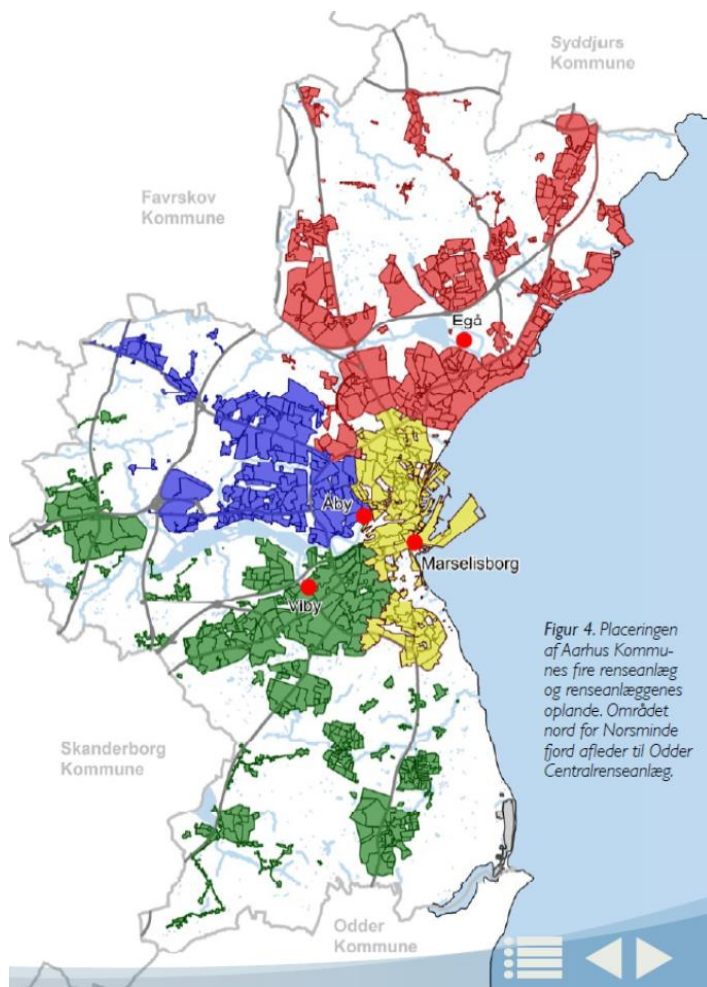 Syddjurs
Kommune
Favrskov
Kommune
Egå
Åby
Marselisborg
Viby
Figur 4. Placeringen
af Aarhus Kommu-
nes fire renseanlæg
og renseanlæggenes
oplande. Området
nord for Norsminde
fjord afleder til Odder
Centralrenseanlæg.
Skanderborg
Kommune
Odder
Kommune